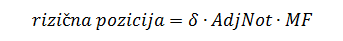 rizična pozicija = δ · AdjNot · MF